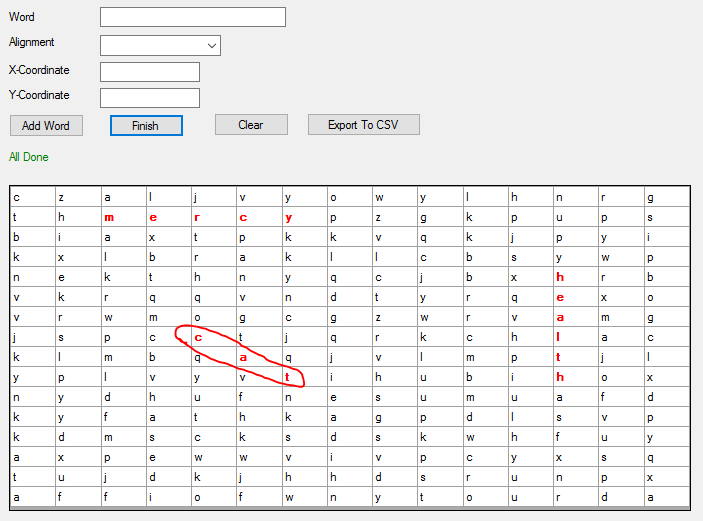 Word
Alignment
X-Coordinate
Y-Coordinate
Add Word Finish Clear Export To CSV
All Done
c z a l j v y o w y l h n r g
t h m e r c y p z g k p u p s
b i a x t p k k v q k j p y i
k x l b r a k l l c b s y w p
n e k t h n y q c j b x h r b
v k r q q v n d t y r q e x o
v r w m o g c g z w r v a m g
j s p c c t j q r k c h l a c
k l m b q a q j v l m p t j l
y p l v y v t i h u b i h o x
n y d h u f n e s u m u a f d
k y f a t h k a g p d l s v p
k d m s c k s d s k w h f u y
a x p e w w v i v p c y x s q
t u j d k j h h d s r u n p x
a f f i o f w n y t o u r d a